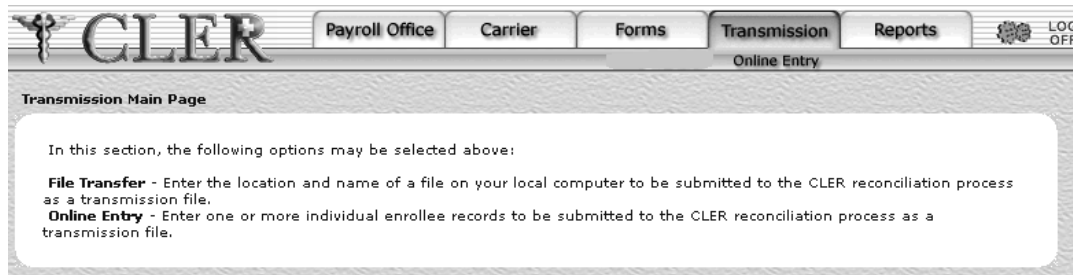 CLER
Payroll Office Carrier Forms Transmission Reports
Online Entry
Transmission Main Page
In this section, the following options may be selected above:
File Transfer - Enter the location and name of a file on your local computer to be submitted to the CLER reconciliation process
as a transmission file.
Online Entry - Enter one or more individual enrollee records to be submitted to the CLER reconciliation process as a
transmission file.